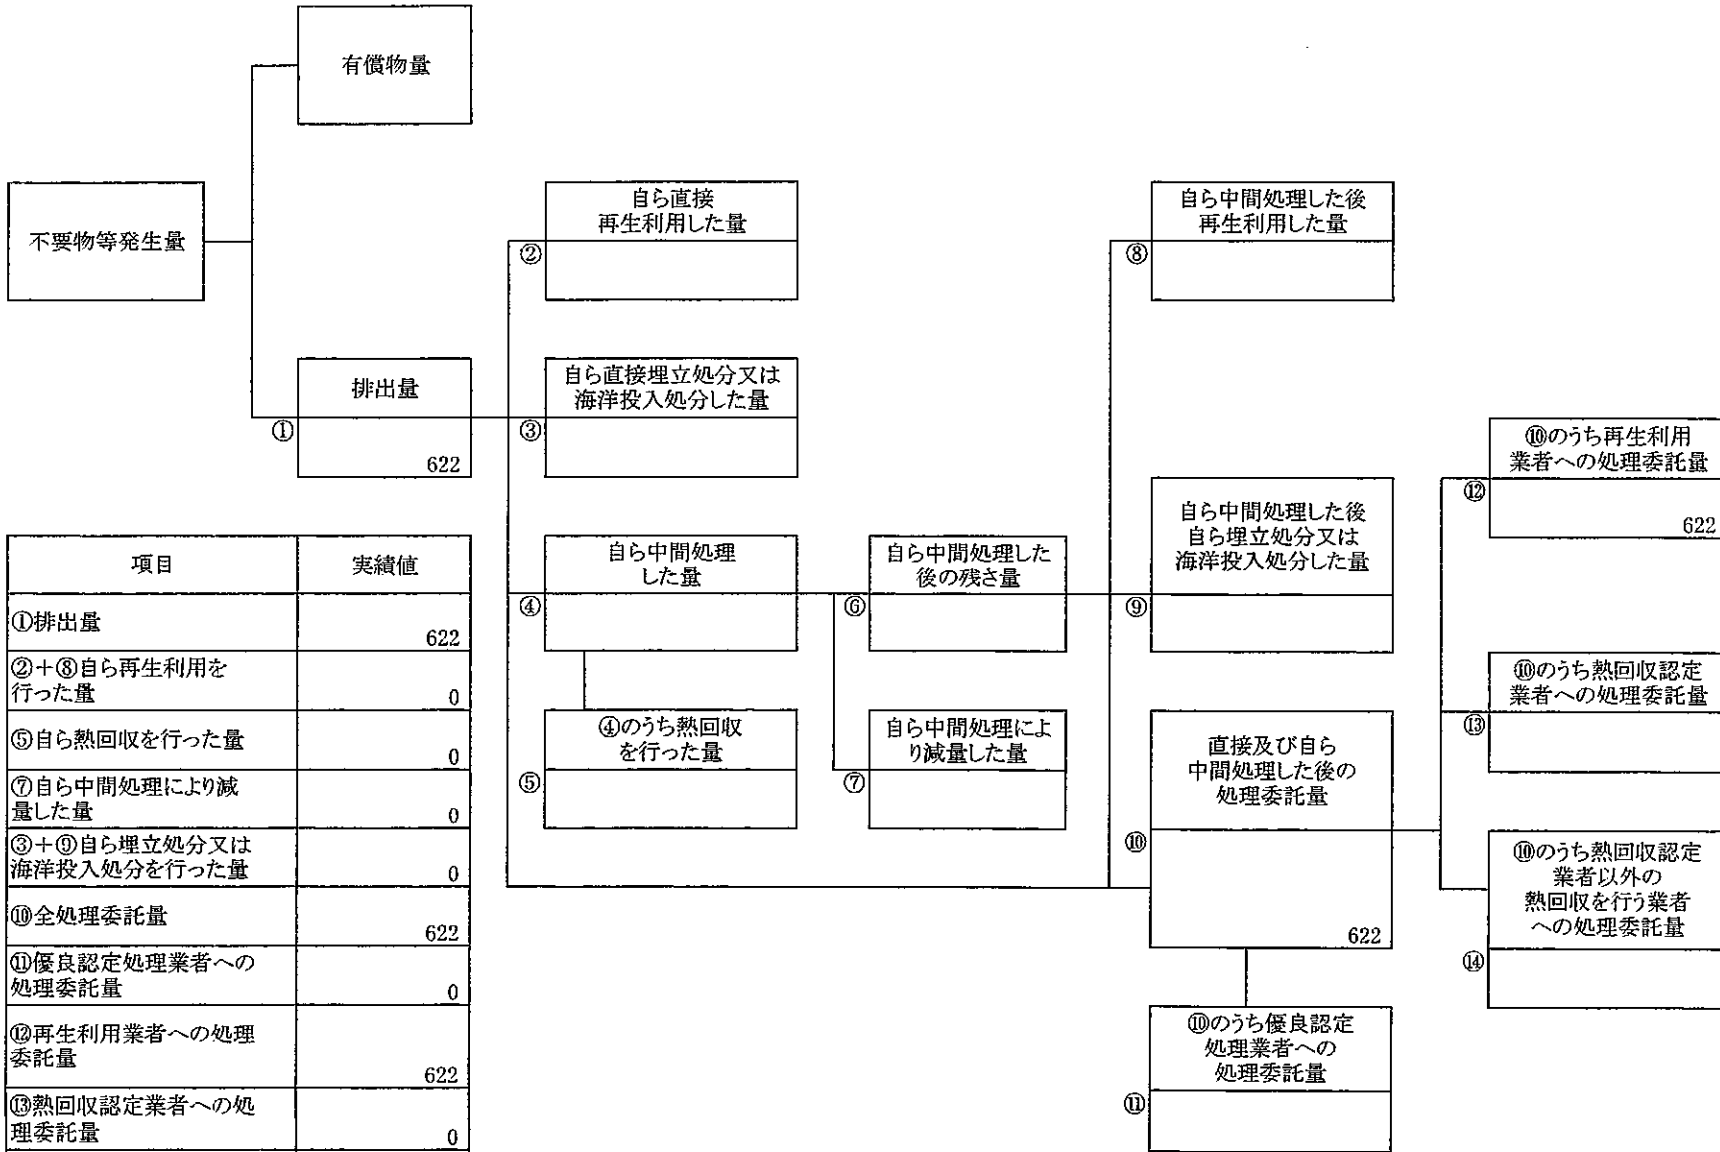 有償物量
不要物等発生量
自ら直接
再生利用した量
②
自ら中間処理した後
再生利用した量
⑧
排出量
①
622
自ら直接埋立処分又は
海洋投入処分した量
③
⑩のうち再生利用
業者への処理委託量
⑫
622
自ら中間処理
した量
④
自ら中間処理した
後の残さ量
⑥
自ら中間処理した後
自ら埋立処分又は
海洋投入処分した量
⑨
④のうち熱回収
を行った量
⑤
自ら中間処理によ
り減量した量
⑦
直接及び自ら
中間処理した後の
処理委託量
⑩
622
⑩のうち熱回収認定
業者への処理委託量
⑬
⑩のうち熱回収認定
業者以外の
熱回収を行う業者
への処理委託量
⑭
⑩のうち優良認定
処理業者への
処理委託量
⑪
項目 実績値
①排出量
622
②+⑧自ら再生利用を
行った量
0
⑤自ら熱回収を行った量
0
⑦自ら中間処理により減
量した量
0
③+⑨自ら埋立処分又は
海洋投入処分を行った量
0
⑩全処理委託量
622
⑪優良認定処理業者への
処理委託量
0
⑫再生利用業者への処理
委託量
622
⑬熱回収認定業者への処
理委託量
0